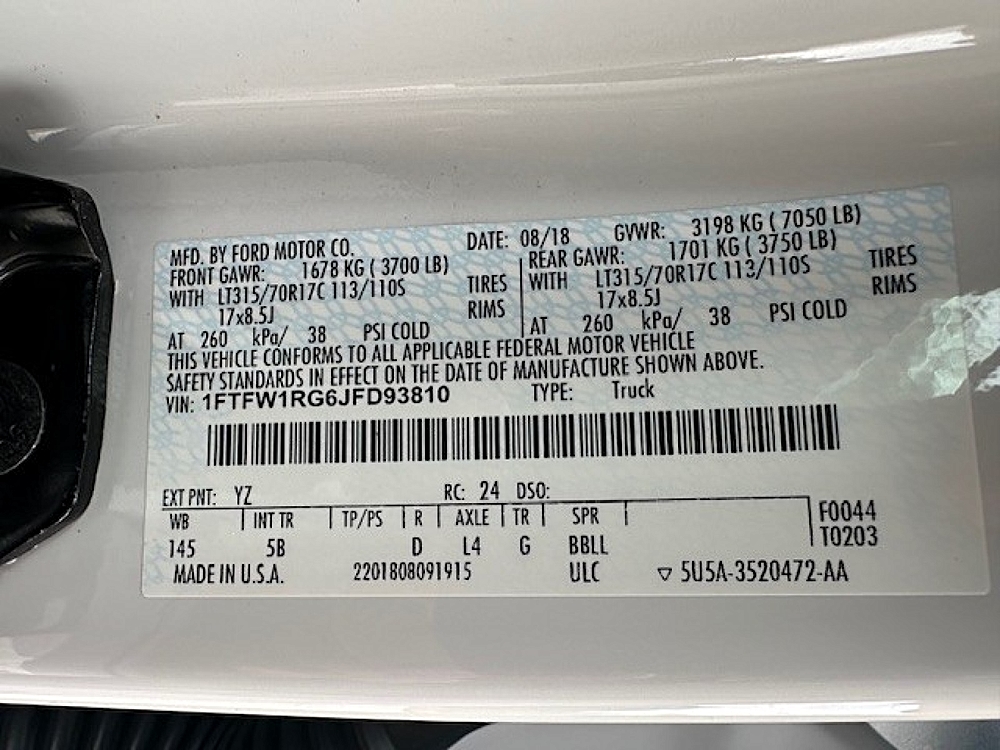 MFD. BY FORD MOTOR CO. DATE: 08/18 GVWR: 3198 KG ( 7050 LB)
FRONT GAWR: 1678 KG ( 3700 LB) REAR GAWR: 1701 KG ( 3750 LB)
WITH LT315/70R17C 113/110S TIRES WITH LT315/70R17C 113/110S TIRES
17x8.5J RIMS 17x8.5J RIMS
AT 260 kPa/ 38 PSI COLD AT 260 kPa/ 38 PSI COLD
THIS VEHICLE CONFORMS TO ALL APPLICABLE FEDERAL MOTOR VEHICLE
SAFETY STANDARDS IN EFFECT ON THE DATE OF MANUFACTURE SHOWN ABOVE.
VIN: 1FTFW1RG6JFD93810 TYPE: Truck
EXT PNT: YZ RC: 24 DSO:
WB INT TR TP/PS R AXLE TR SPR F0044
145 5B D L4 G BBLL T0203
MADE IN U.S.A. 2201808091915 ULC ▽ 5U5A-3520472-AA